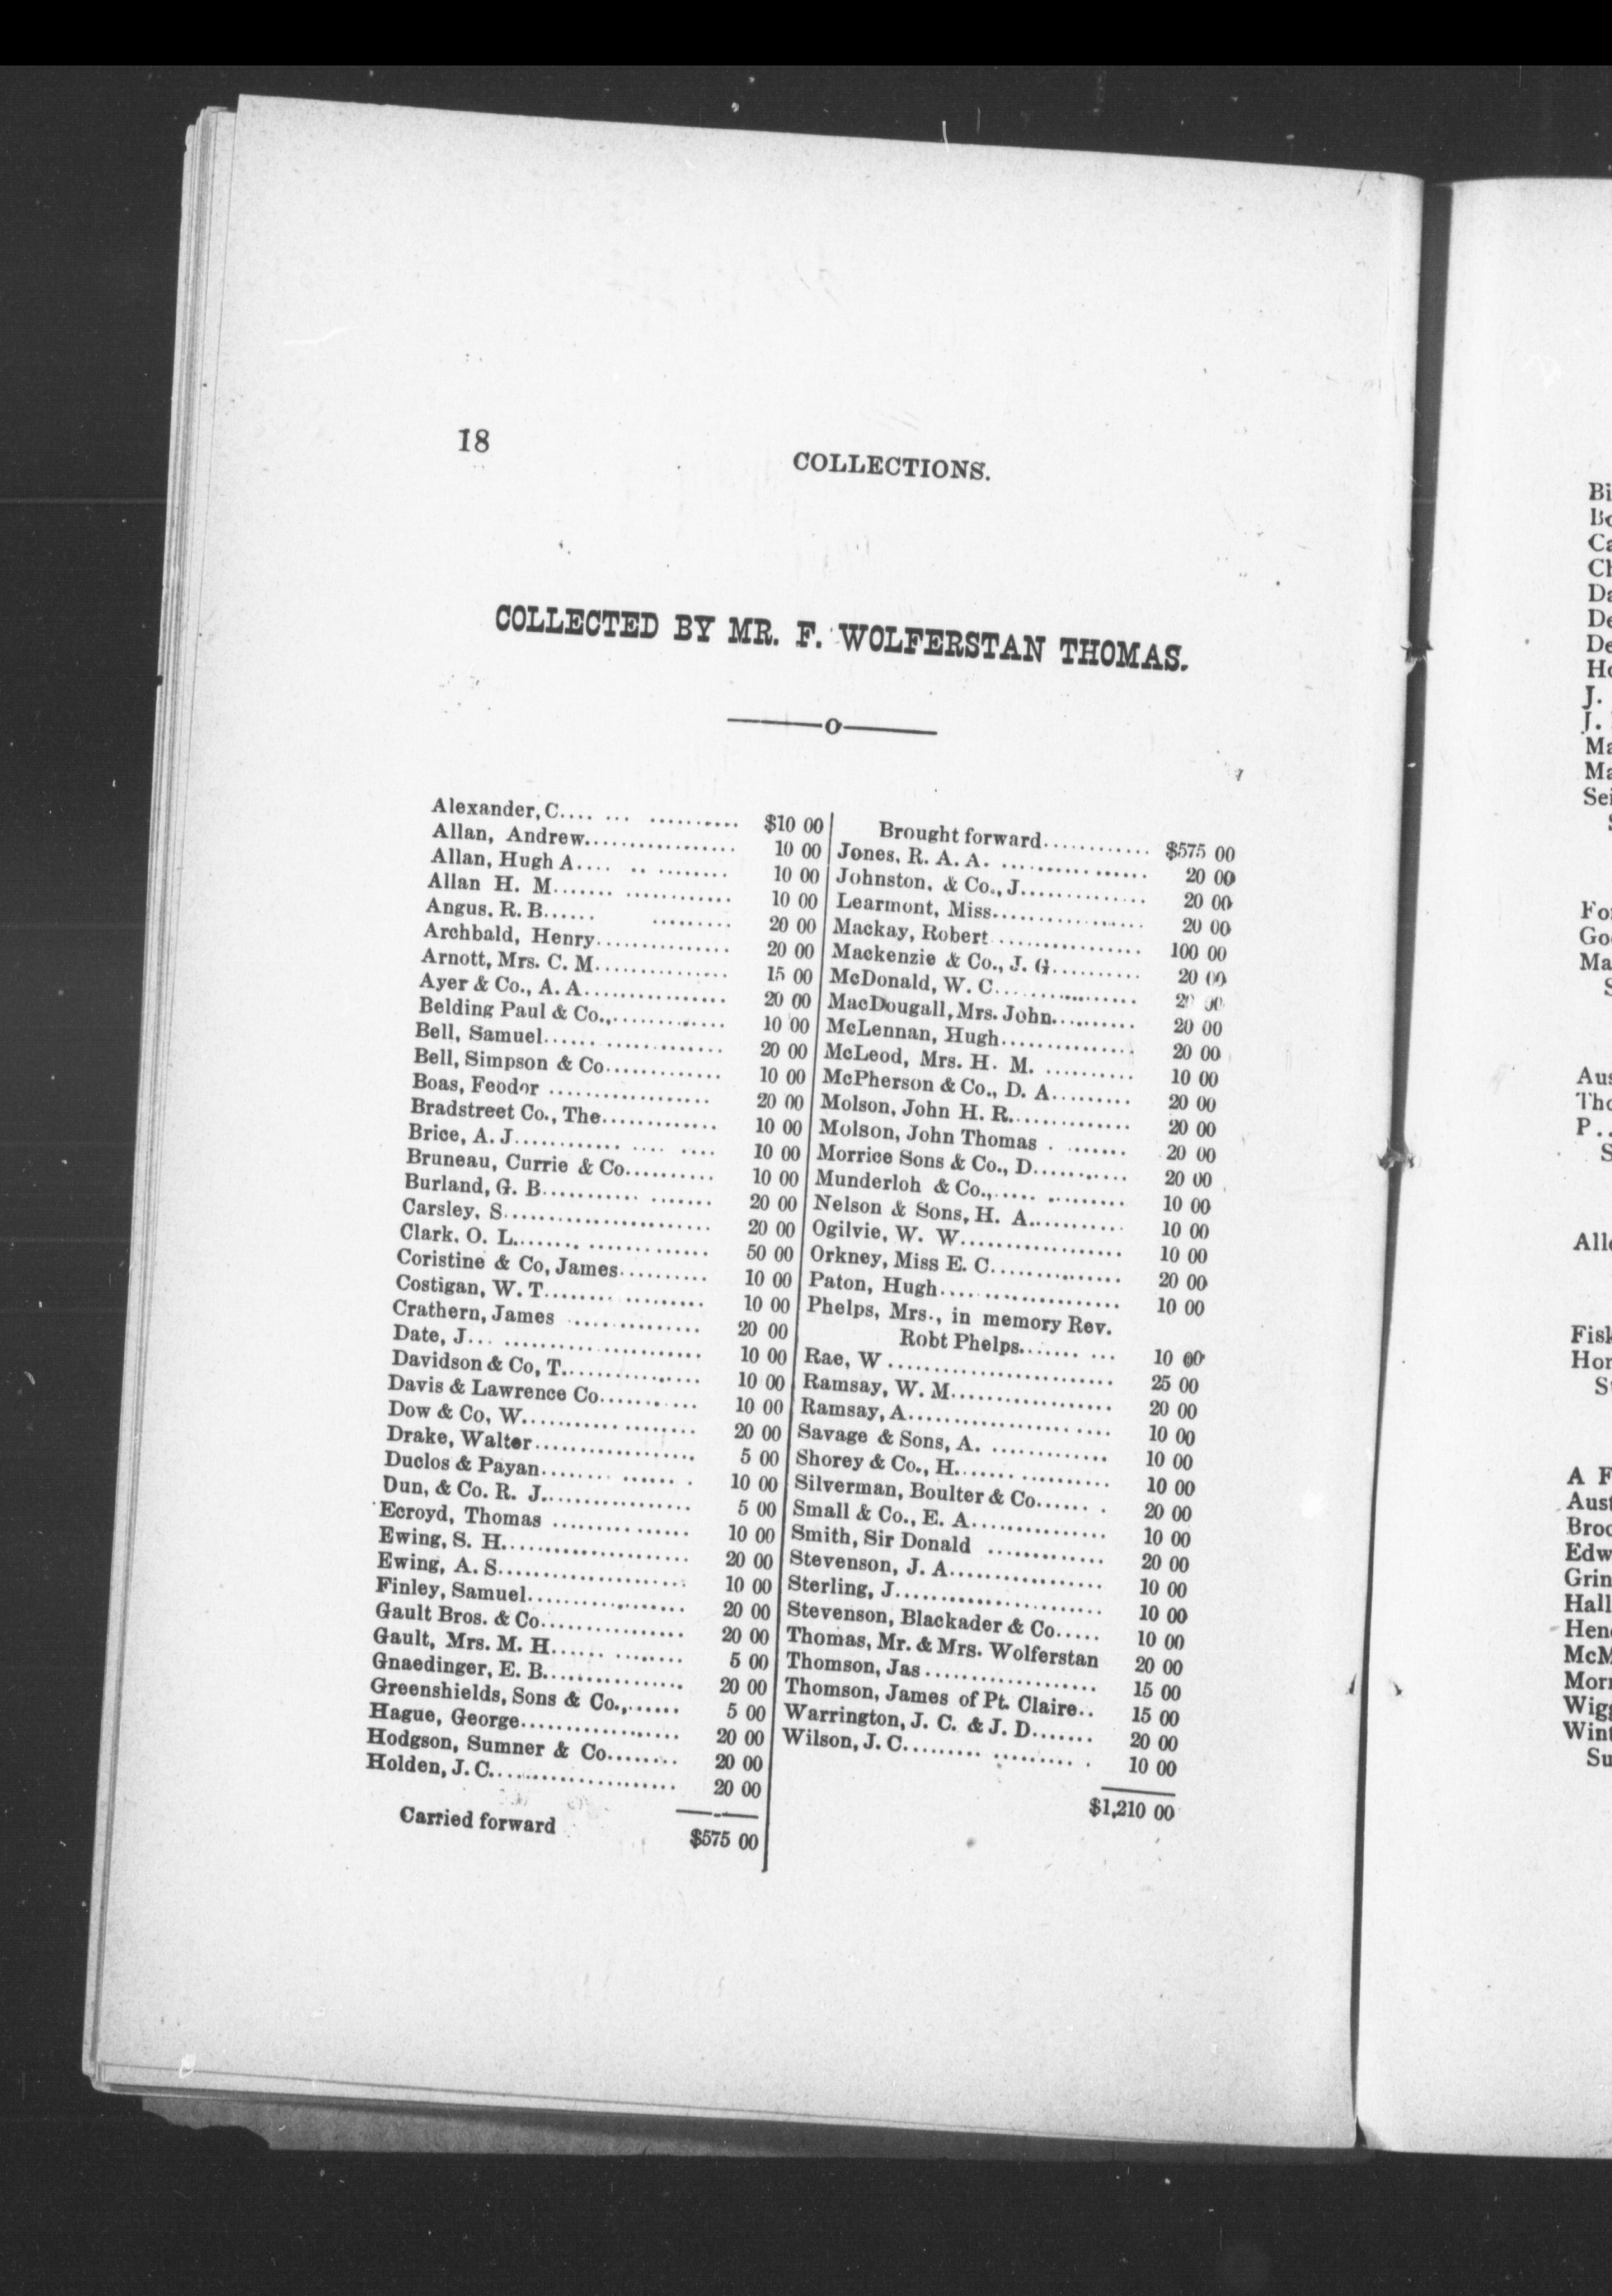 18
COLLECTIONS.
COLLECTED BY MR. F. WOLFERSTAN THOMAS.
o
Alexander, C.... ... .......... $10 00
Allan, Andrew................. 10 00
Allan, Hugh A.... .. ........ 10 00
Allan H. M....... ............ 10 00
Angus, R. B...... ......... 20 00
Archbald, Henry............... 20 00
Arnott, Mrs. C. M............... 15 00
Ayer & Co., A. A................ 20 00
Belding Paul & Co.,............ 10 00
Bell, Samuel...... ............. 20 00
Bell, Simpson & Co............. 10 00
Boas, Feodor .................. 20 00
Bradstreet Co., The............. 10 00
Brice, A. J............ .... .... 10 00
Bruneau, Currie & Co.......... 10 00
Burland, G. B........... ....... 20 00
Carsley, S....................... 20 00
Clark, O. L....... ............. 50 00
Coristine & Co, James.......... 10 00
Costigan, W. T........ ......... 10 00
Crathern, James .............. 20 00
Date, J... ...................... 10 00
Davidson & Co, T............... 10 00
Davis & Lawrence Co.......... 10 00
Dow & Co, W........... ........ 20 00
Drake, Walter.................. 5 00
Duclos & Payan........ ...... . 10 00
Dun, & Co. R. J................ 5 00
Ecroyd, Thomas ......... ...... 10 00
Ewing, S. H.................... 20 00
Ewing, A. S..................... 10 00
Finley, Samuel................. 20 00
Gault Bros. & Co................ 20 00
Gault, Mrs. M. H...... ........ 5 00
Gnaedinger, E. B............... 20 00
Greenshields, Sons & Co.,...... 5 00
Hague, George................. 20 00
Hodgson, Sumner & Co........ 20 00
Holden, J. C.................... 20 00
Carried forward $575 00
Brought forward............ $575 00
Jones, R. A. A. ................ 20 00
Johnston, & Co., J.............. 20 00
Learmont, Miss................. 20 00
Mackay, Robert................. 100 00
Mackenzie & Co., J. G.......... 20 00
McDonald, W. C................ 20 00
MacDougall, Mrs. John......... 20 00
McLennan, Hugh............... 20 00
McLeod, Mrs. H. M. .......... 10 00
McPherson & Co., D. A......... 20 00
Molson, John H. R.............. 20 00
Molson, John Thomas . ....... 20 00
Morrice Sons & Co., D........... 20 00
Munderloh & Co.,..... ......... 10 00
Nelson & Sons, H. A........... 10 00
Ogilvie, W. W.................. 10 00
Orkney, Miss E. C............... 20 00
Paton, Hugh.................... 10 00
Phelps, Mrs., in memory Rev.
Robt Phelps....... ... 10 00
Rae, W ......................... 25 00
Ramsay, W. M.................. 20 00
Ramsay, A....................... 10 00
Savage & Sons, A. ............. 10 00
Shorey & Co., H....... .......... 10 00
Silverman, Boulter & Co...... . 20 00
Small & Co., E. A............... 10 00
Smith, Sir Donald ............. 20 00
Stevenson, J. A................. 10 00
Sterling, J....................... 10 00
Stevenson, Blackader & Co..... 10 00
Thomas, Mr. & Mrs. Wolferstan 20 00
Thomson, Jas................... 15 00
Thomson, James of Pt. Claire.. 15 00
Warrington, J. C. & J. D....... 20 00
Wilson, J. C......... ......... . 10 00
$1,210 00